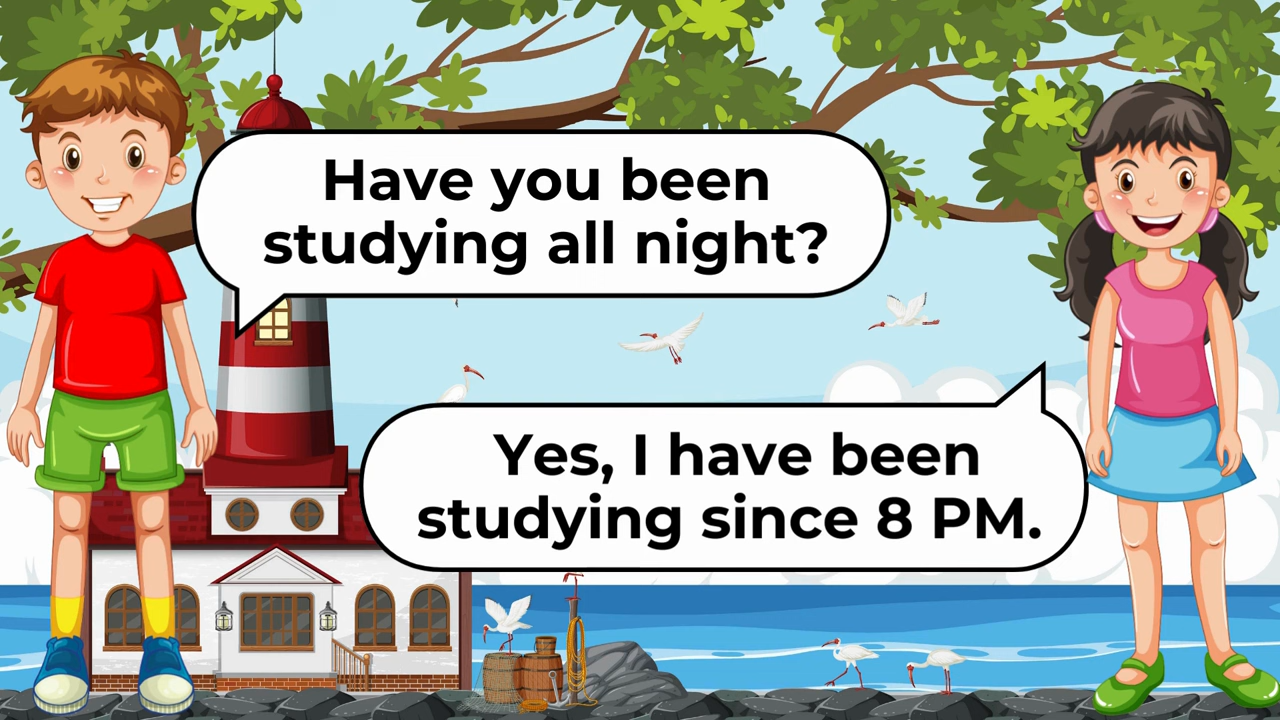 Have you been
studying all night?
Yes, I have been
studying since 8 PM.